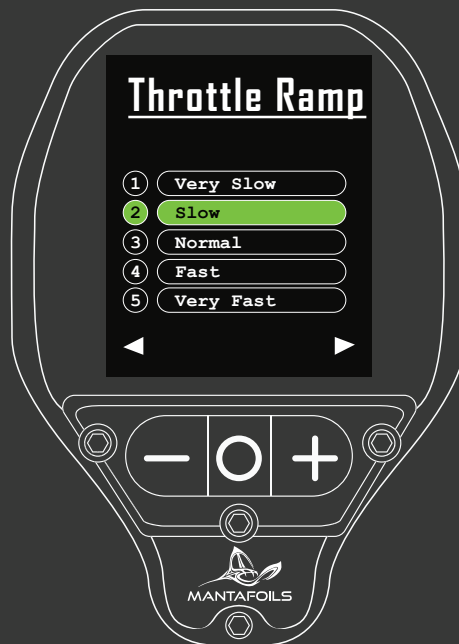 Throttle Ramp
1 Very Slow
2 Slow
3 Normal
4 Fast
5 Very Fast
MANTAFOILS